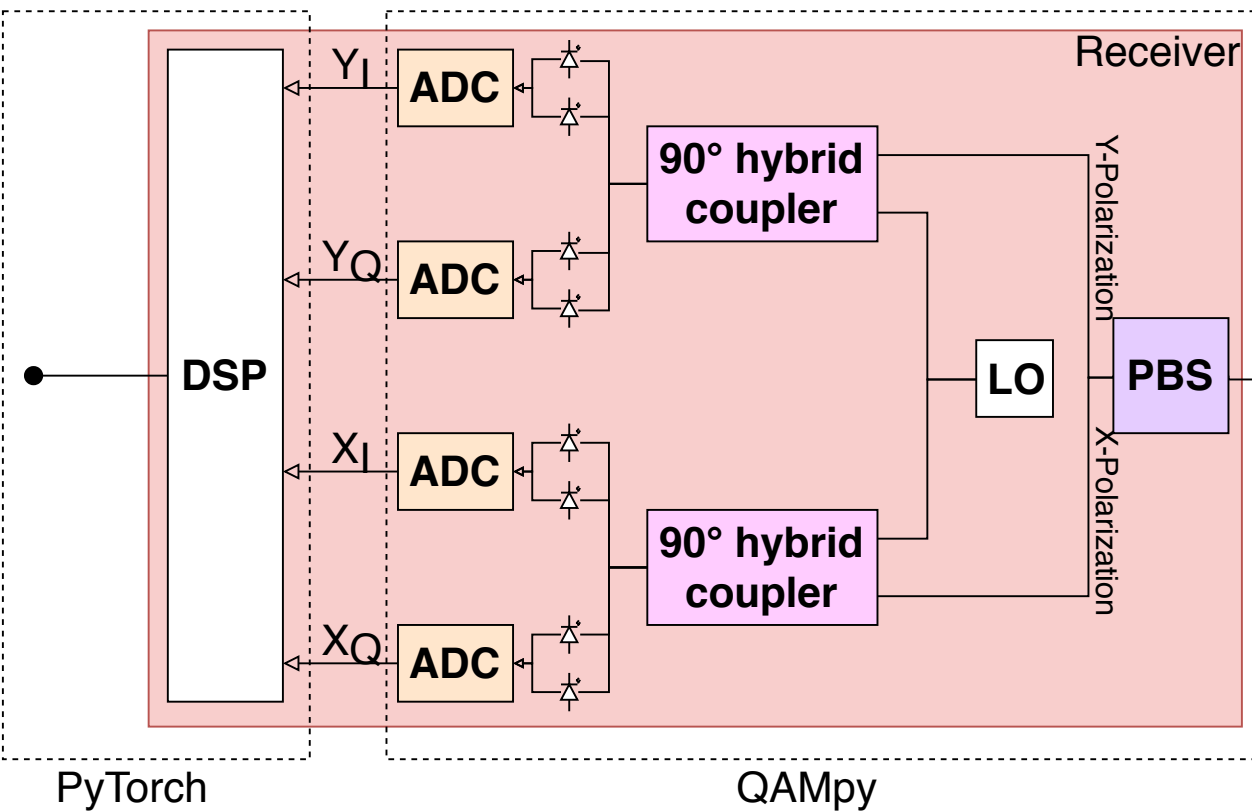 Receiver
Y_I
ADC
90° hybrid
coupler
Y-Polarization
Y_Q
ADC
DSP
LO
PBS
X_I
ADC
X-Polarization
90° hybrid
coupler
X_Q
ADC
PyTorch
QAMpy